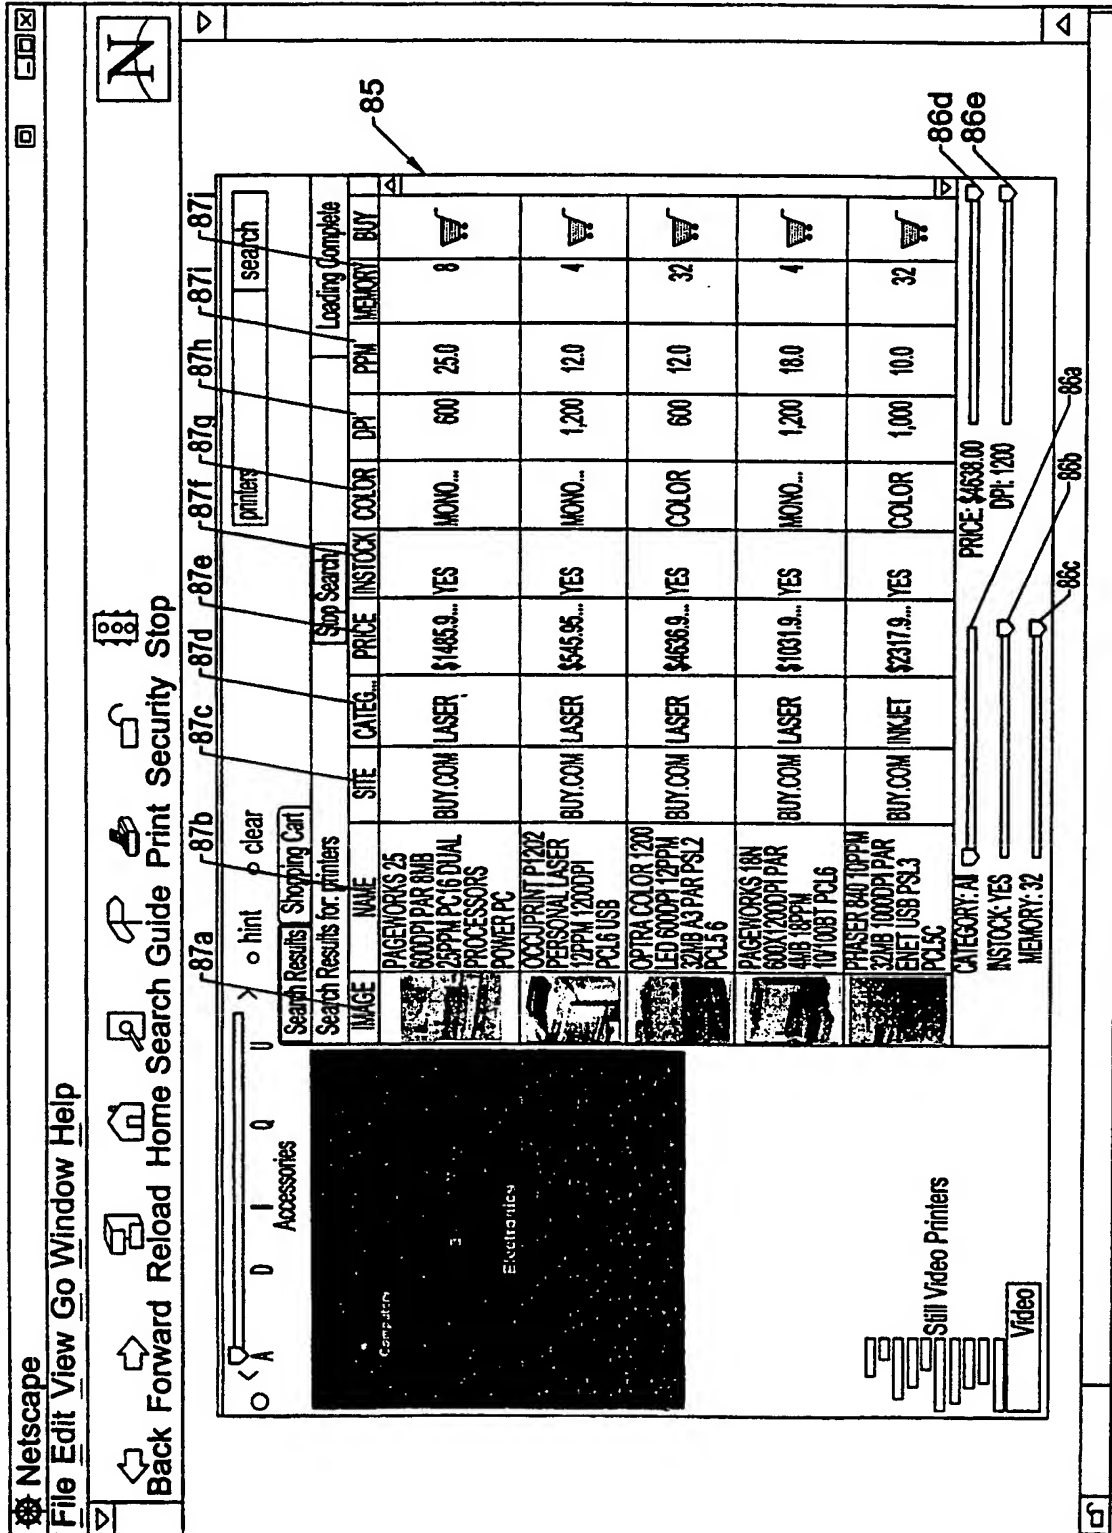 Netscape
File Edit View Go Window Help
Back Forward Reload Home Search Guide Print Security Stop
N
87a 87b 87c 87d 87e 87f 87g 87h 87i 87j
A D I Q U
hint clear
printers search
Accessories
Search Results Shopping Cart
Search Results for: printers Stop Search Loading Complete
IMAGE NAME SITE CATEG... PRICE INSTOCK COLOR DPI PPM MEMORY BUY
PAGEWORKS 25
600DPI PAR 8MB
25PPM PC16 DUAL
PROCESSORS
POWER PC
BUY.COM LASER $1485.9... YES MONO... 600 25.0 8
OCCUPRINT P1202
PERSONAL LASER
12PPM 1200DPI
PCL6 USB
BUY.COM LASER $545.95... YES MONO... 1,200 12.0 4
OPTRA COLOR 1200
LED 600DPI 12PPM
32MB A3 PAR PSL2
PCL5 6
BUY.COM LASER $4636.9... YES COLOR 600 12.0 32
PAGEWORKS 18N
600X1200DPI PAR
4MB 18PPM
10/100BT PCL6
BUY.COM LASER $1031.9... YES MONO... 1,200 18.0 4
PHASER 840 10PPM
32MB 1000DPI PAR
ENET USB PSL3
PCL5C
BUY.COM INKJET $2317.9... YES COLOR 1,000 10.0 32
85
Computers
Electronics
Still Video Printers
Video
CATEGORY: All
INSTOCK: YES
MEMORY: 32
PRICE: $4638.00
DPI: 1200
86a
86b
86c
86d
86e